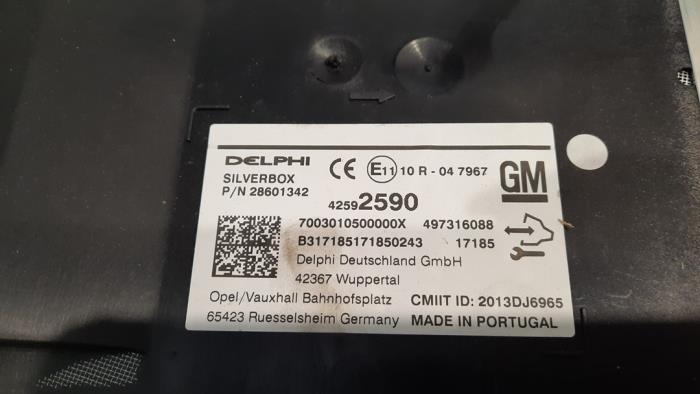 DELPHI CE E11 10 R - 04 7967
SILVERBOX
P/N 28601342
GM
42592590
7003010500000X 497316088
B317185171850243 17185
Delphi Deutschland GmbH
42367 Wuppertal
Opel/Vauxhall Bahnhofsplatz CMIIT ID: 2013DJ6965
65423 Ruesselsheim Germany MADE IN PORTUGAL